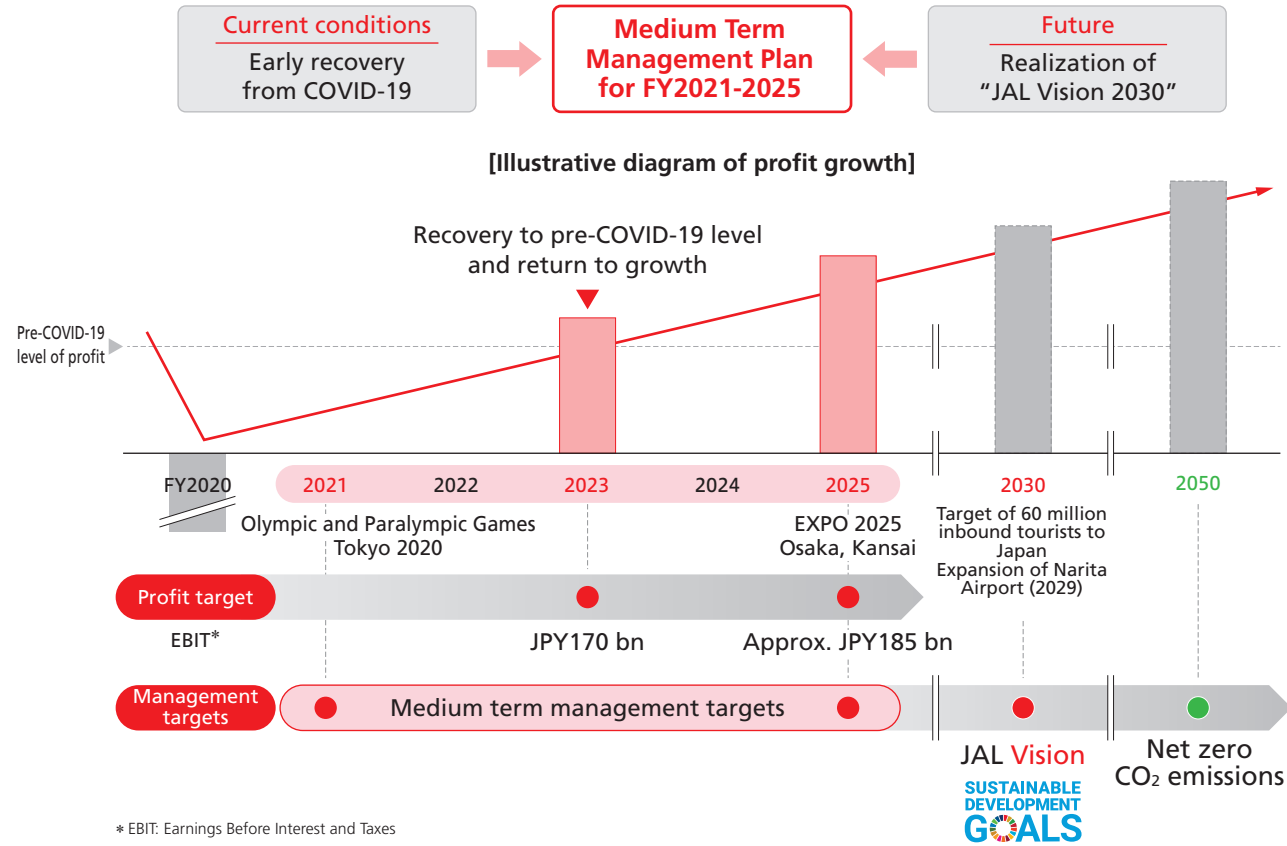 Current conditions
Early recovery
from COVID-19
Medium Term
Management Plan
for FY2021-2025
Future
Realization of
“JAL Vision 2030”
[Illustrative diagram of profit growth]
Recovery to pre-COVID-19 level
and return to growth
Pre-COVID-19
level of profit
FY2020
2021
2022
2023
2024
2025
2030
2050
Olympic and Paralympic Games
Tokyo 2020
EXPO 2025
Osaka, Kansai
Target of 60 million
inbound tourists to
Japan
Expansion of Narita
Airport (2029)
Profit target
EBIT*
JPY170 bn
Approx. JPY185 bn
Management
targets
Medium term management targets
JAL Vision
SUSTAINABLE
DEVELOPMENT
GOALS
Net zero
CO₂ emissions
* EBIT: Earnings Before Interest and Taxes